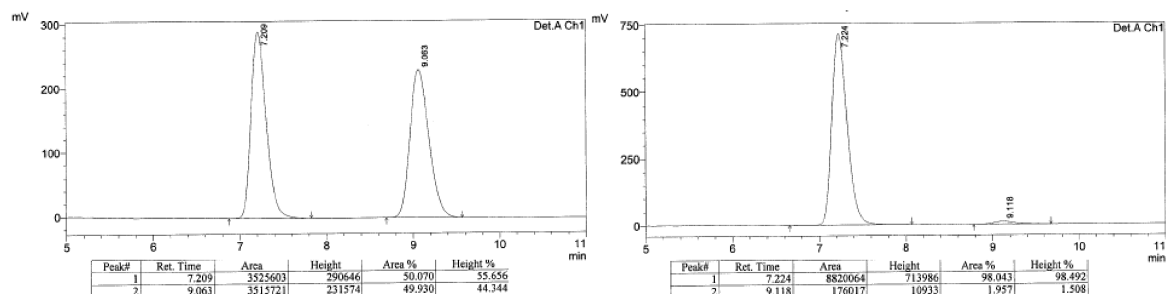 mV
300
200
100
0
7.209
9.063
Det.A Ch1
5 6 7 8 9 10 11
min
Peak# Ret. Time Area Height Area % Height %
1 7.209 3525603 290646 50.070 55.656
2 9.063 3515721 231574 49.930 44.344
mV
750
500
250
0
7.224
9.118
Det.A Ch1
5 6 7 8 9 10 11
min
Peak# Ret. Time Area Height Area % Height %
1 7.224 8820064 713986 98.043 98.492
2 9.118 176017 10933 1.957 1.508